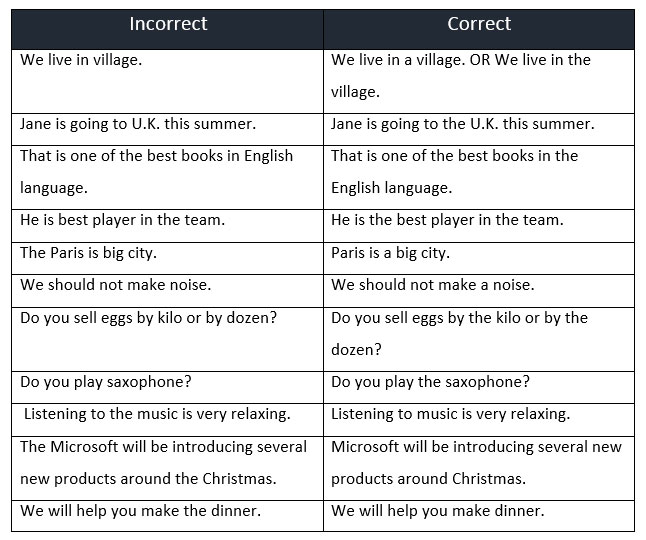 Incorrect
Correct
We live in village.
We live in a village. OR We live in the
village.
Jane is going to U.K. this summer.
Jane is going to the U.K. this summer.
That is one of the best books in English
language.
That is one of the best books in the
English language.
He is best player in the team.
He is the best player in the team.
The Paris is big city.
Paris is a big city.
We should not make noise.
We should not make a noise.
Do you sell eggs by kilo or by dozen?
Do you sell eggs by the kilo or by the
dozen?
Do you play saxophone?
Do you play the saxophone?
Listening to the music is very relaxing.
Listening to music is very relaxing.
The Microsoft will be introducing several
new products around the Christmas.
Microsoft will be introducing several new
products around Christmas.
We will help you make the dinner.
We will help you make dinner.